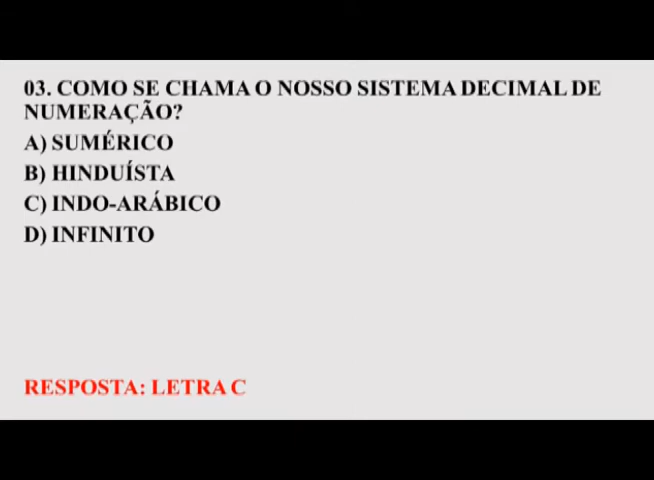 03. COMO SE CHAMA O NOSSO SISTEMA DECIMAL DE
NUMERAÇÃO?
A) SUMÉRICO
B) HINDUÍSTA
C) INDO-ARÁBICO
D) INFINITO
RESPOSTA: LETRA C